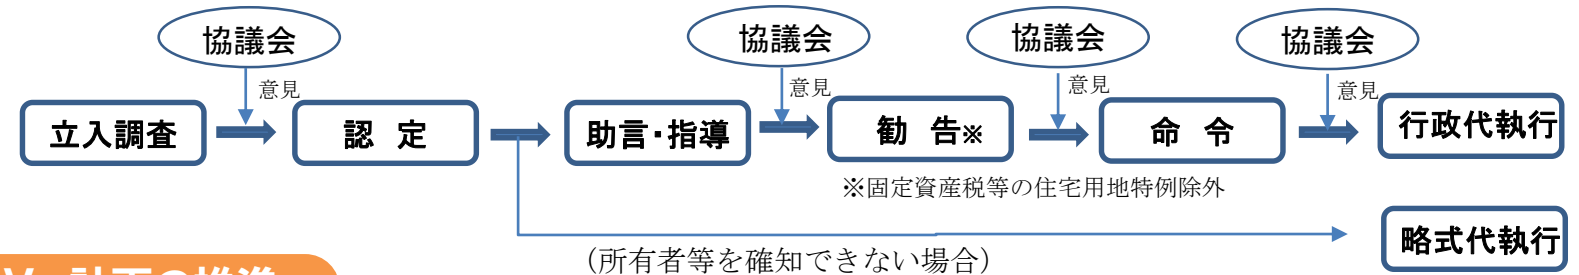 協議会 協議会 協議会 協議会
意見 意見 意見 意見
立入調査 認 定 助言・指導 勧 告※ 命 令 行政代執行
※固定資産税等の住宅用地特例除外
略式代執行
（所有者等を確知できない場合）